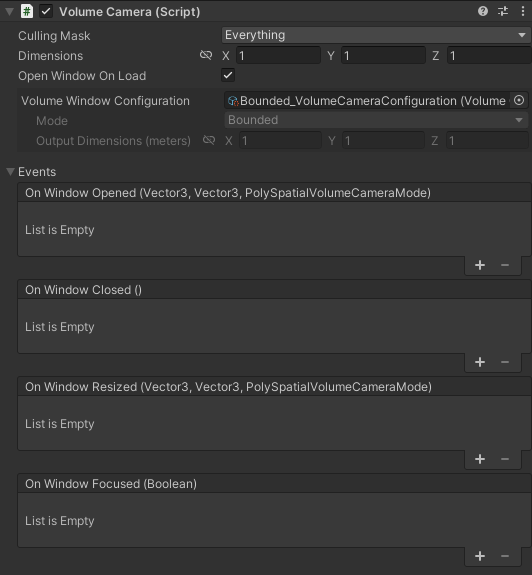 # Volume Camera (Script)
Culling Mask Everything
Dimensions X 1 Y 1 Z 1
Open Window On Load
Volume Window Configuration Bounded_VolumeCameraConfiguration (Volume
Mode Bounded
Output Dimensions (meters) X 1 Y 1 Z 1
Events
On Window Opened (Vector3, Vector3, PolySpatialVolumeCameraMode)
List is Empty
+ −
On Window Closed ()
List is Empty
+ −
On Window Resized (Vector3, Vector3, PolySpatialVolumeCameraMode)
List is Empty
+ −
On Window Focused (Boolean)
List is Empty
+ −